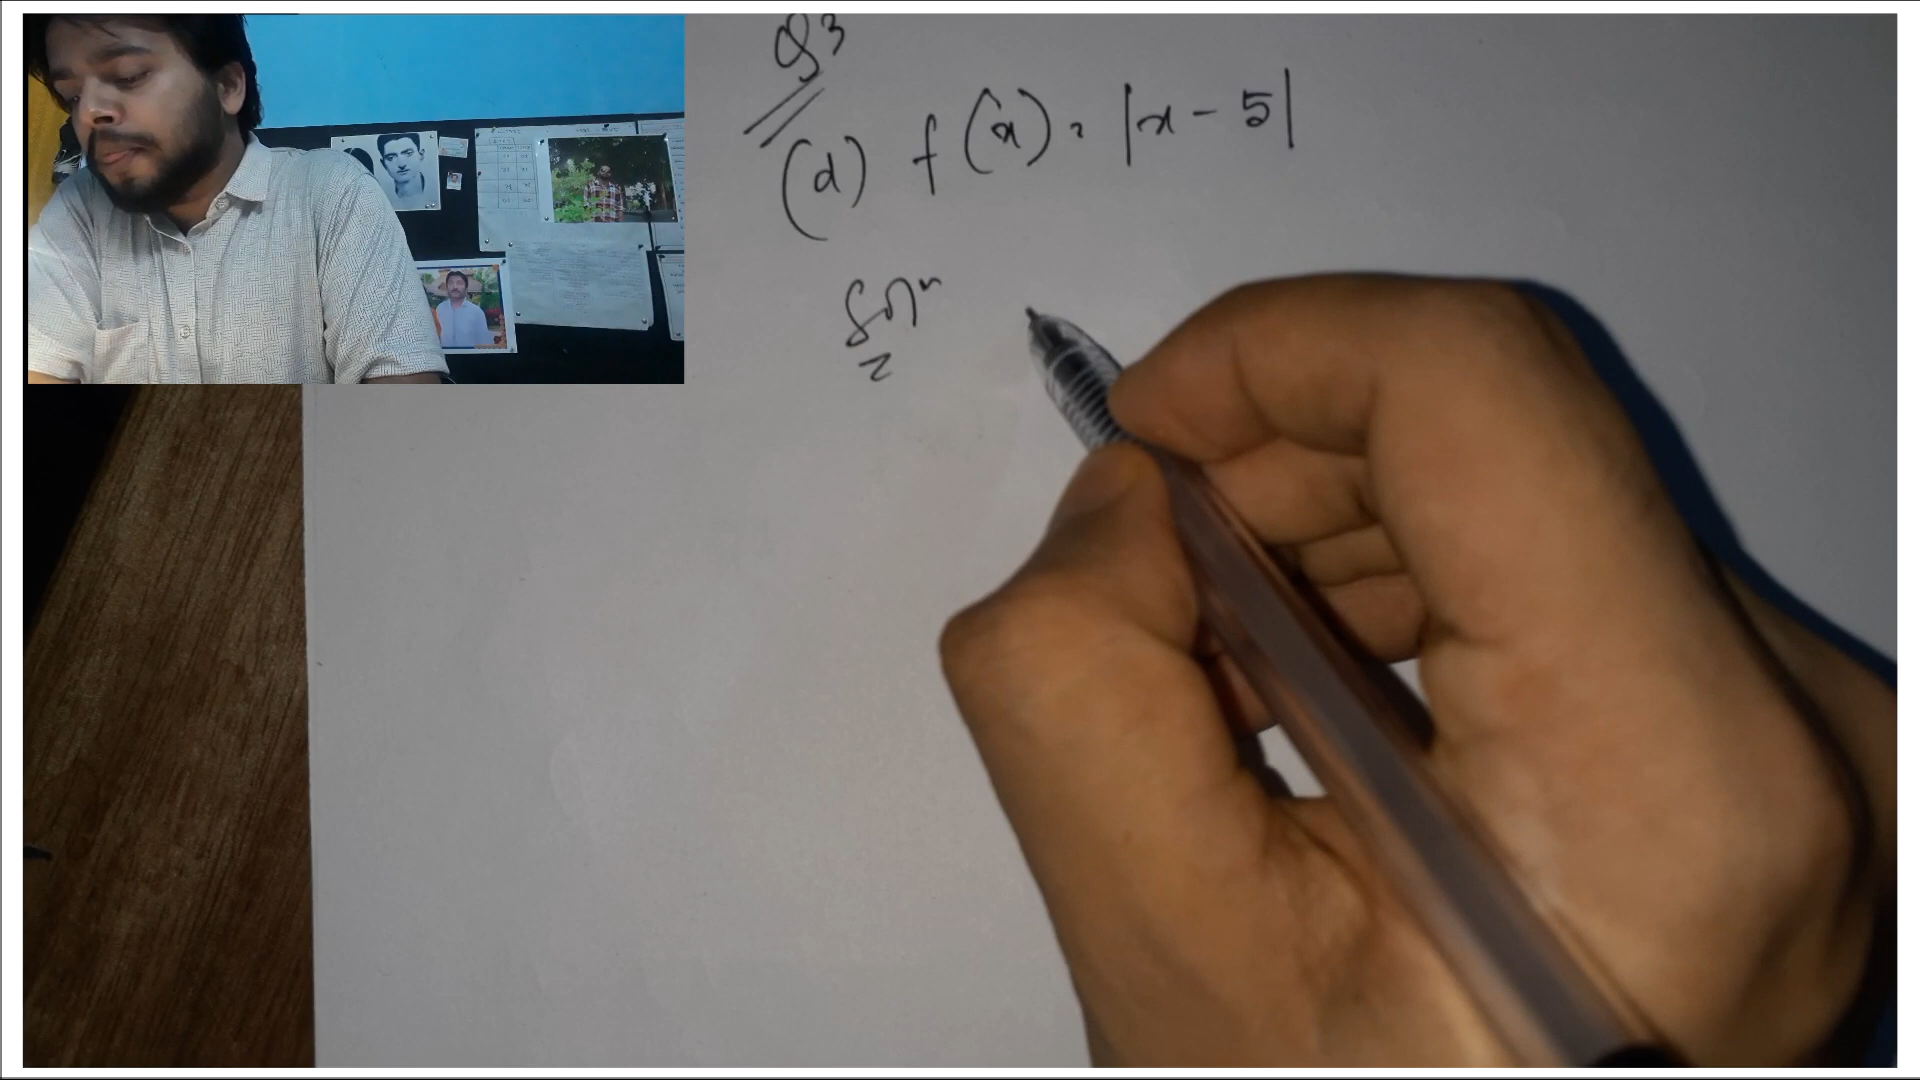 Q3
(d) f(x) = |x - 5|
Solⁿ